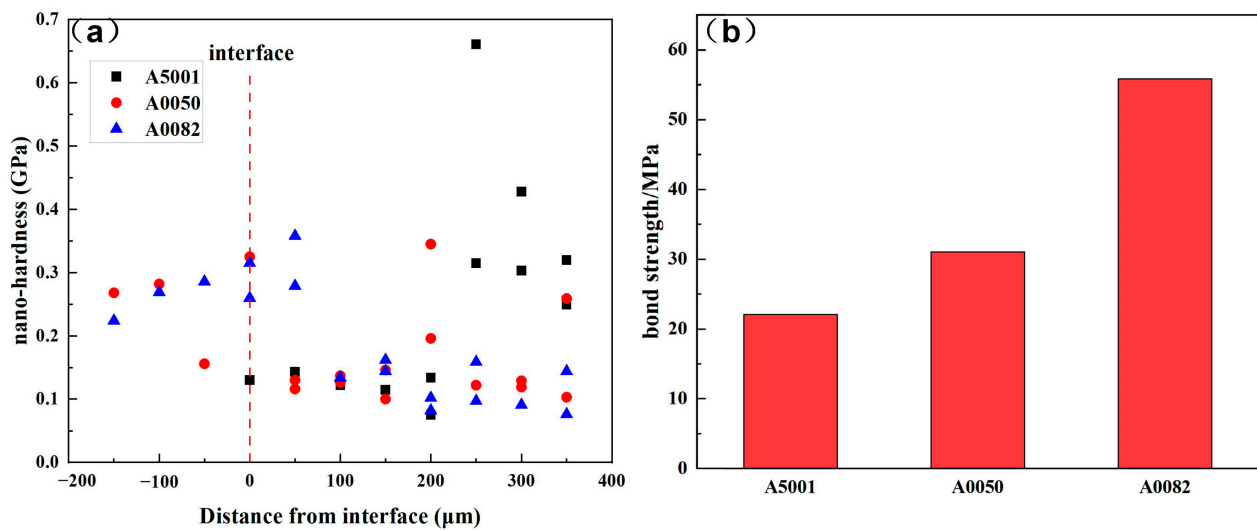 (a)
interface
A5001
A0050
A0082
nano-hardness (GPa)
0.7
0.6
0.5
0.4
0.3
0.2
0.1
0.0
−200 −100 0 100 200 300 400
Distance from interface (μm)
(b)
bond strength/MPa
60
50
40
30
20
10
0
A5001 A0050 A0082